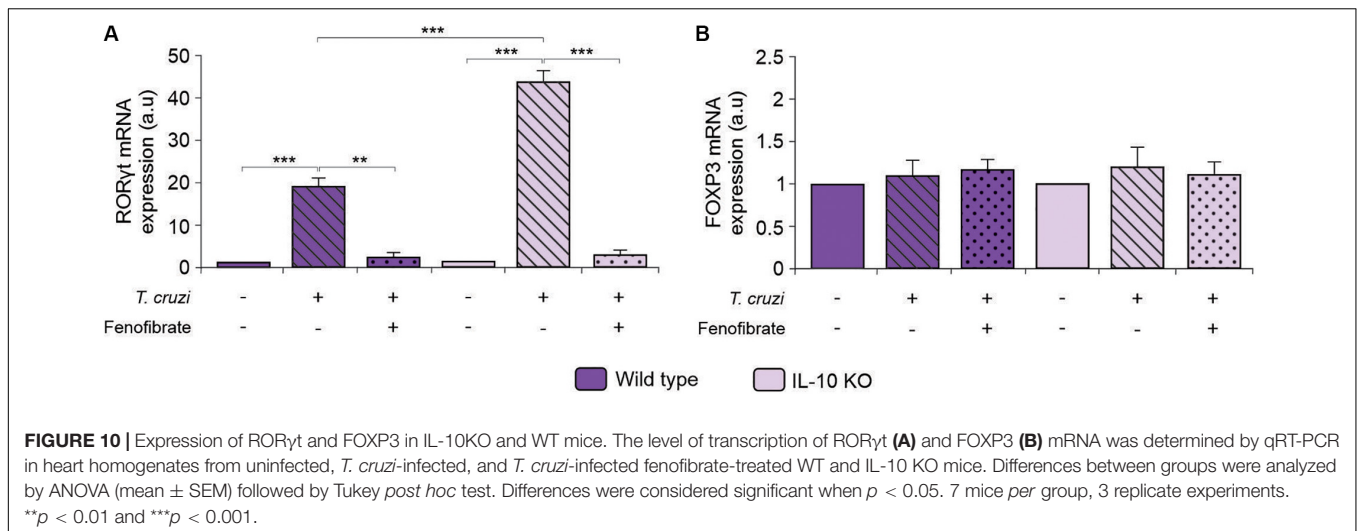 A
***
***
***
***
**
50
40
30
20
10
0
RORγt mRNA
expression (a.u)
T. cruzi
- + + - + +
Fenofibrate
- - + - - +
B
2.5
2
1.5
1
0.5
0
FOXP3 mRNA
expression (a.u)
T. cruzi
- + + - + +
Fenofibrate
- - + - - +
Wild type
IL-10 KO
FIGURE 10 | Expression of RORγt and FOXP3 in IL-10KO and WT mice. The level of transcription of RORγt (A) and FOXP3 (B) mRNA was determined by qRT-PCR
in heart homogenates from uninfected, T. cruzi-infected, and T. cruzi-infected fenofibrate-treated WT and IL-10 KO mice. Differences between groups were analyzed
by ANOVA (mean ± SEM) followed by Tukey post hoc test. Differences were considered significant when p < 0.05. 7 mice per group, 3 replicate experiments.
**p < 0.01 and ***p < 0.001.